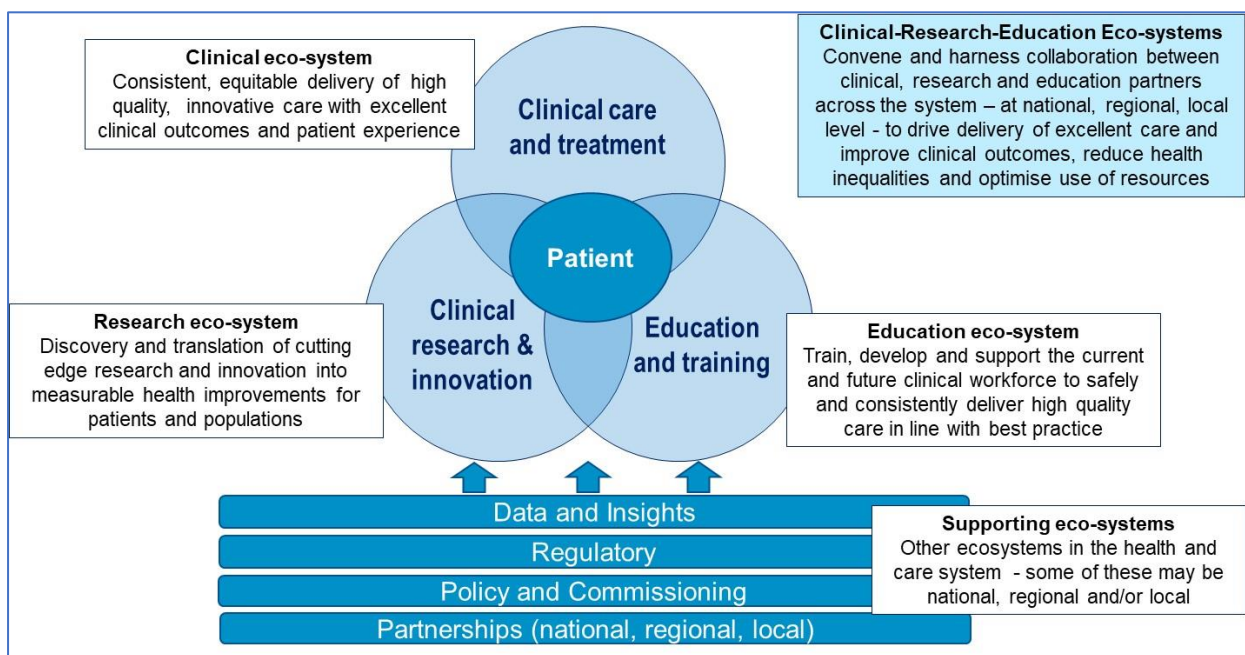 Clinical eco-system
Consistent, equitable delivery of high
quality, innovative care with excellent
clinical outcomes and patient experience
Clinical-Research-Education Eco-systems
Convene and harness collaboration between
clinical, research and education partners
across the system – at national, regional, local
level - to drive delivery of excellent care and
improve clinical outcomes, reduce health
inequalities and optimise use of resources
Clinical care
and treatment
Patient
Clinical
research &
innovation
Education
and training
Research eco-system
Discovery and translation of cutting
edge research and innovation into
measurable health improvements for
patients and populations
Education eco-system
Train, develop and support the current
and future clinical workforce to safely
and consistently deliver high quality
care in line with best practice
Data and Insights
Regulatory
Policy and Commissioning
Partnerships (national, regional, local)
Supporting eco-systems
Other ecosystems in the health and
care system - some of these may be
national, regional and/or local